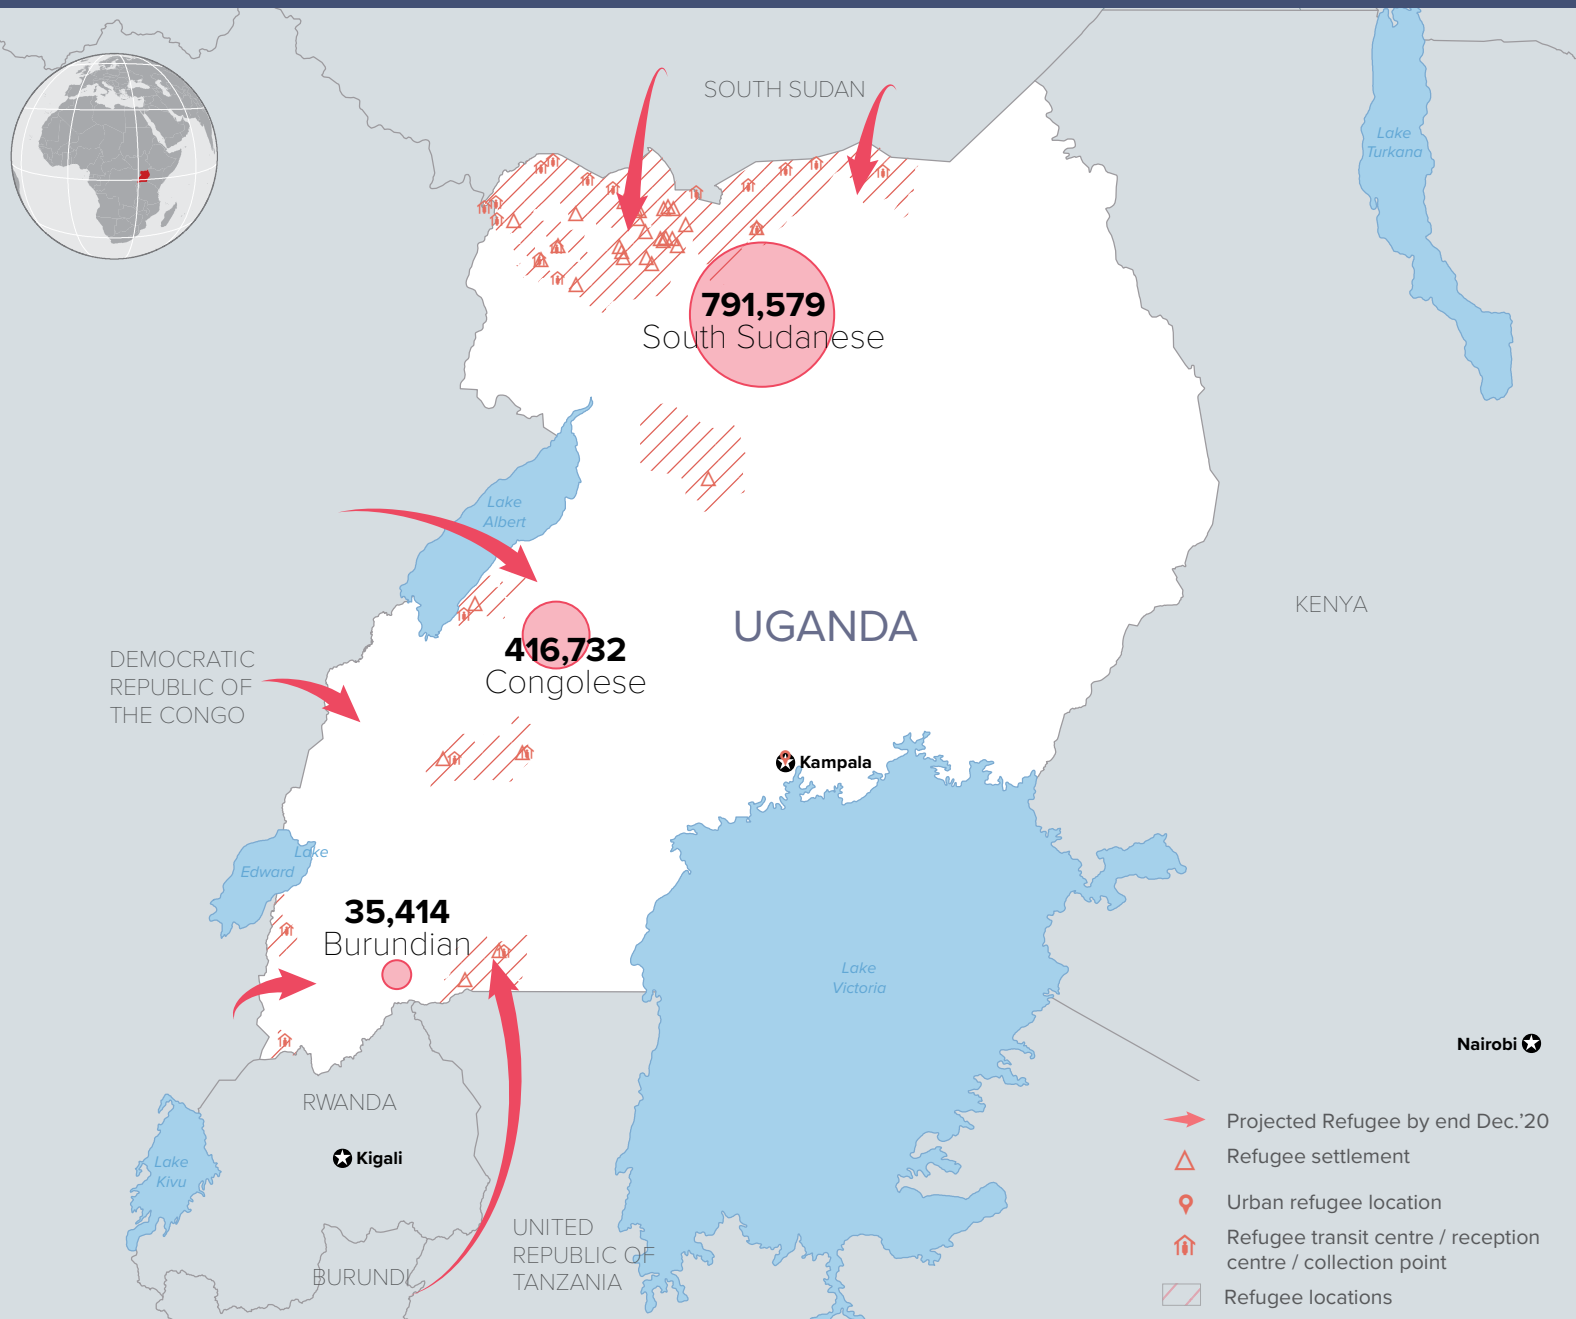 SOUTH SUDAN
Lake
Turkana
791,579
South Sudanese
Lake
Albert
UGANDA
KENYA
416,732
Congolese
DEMOCRATIC
REPUBLIC OF
THE CONGO
Kampala
Lake
Edward
35,414
Burundian
Lake
Victoria
Nairobi
RWANDA
Kigali
Lake
Kivu
UNITED
REPUBLIC OF
TANZANIA
BURUNDI
Projected Refugee by end Dec.'20
Refugee settlement
Urban refugee location
Refugee transit centre / reception
centre / collection point
Refugee locations